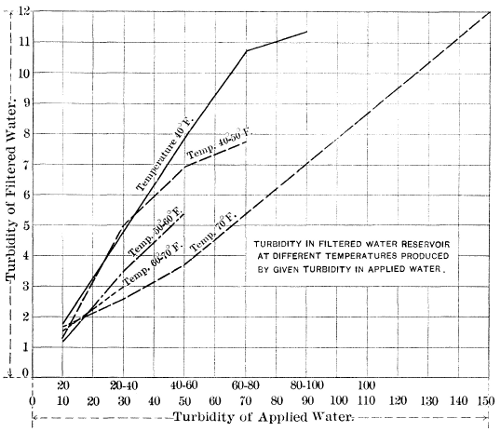 12
11
10
9
8
7
6
5
4
3
2
1
0
Turbidity of Filtered Water.
Temperature 40°F.
Temp. 40-50°F.
Temp. 50-60°F.
Temp. 60-70°F.
Temp. 70°F.
TURBIDITY IN FILTERED WATER RESERVOIR
AT DIFFERENT TEMPERATURES PRODUCED
BY GIVEN TURBIDITY IN APPLIED WATER.
20 20 20-40 40-60 60-80 80-100 100
0 10 20 30 40 50 60 70 80 90 100 110 120 130 140 150
Turbidity of Applied Water.